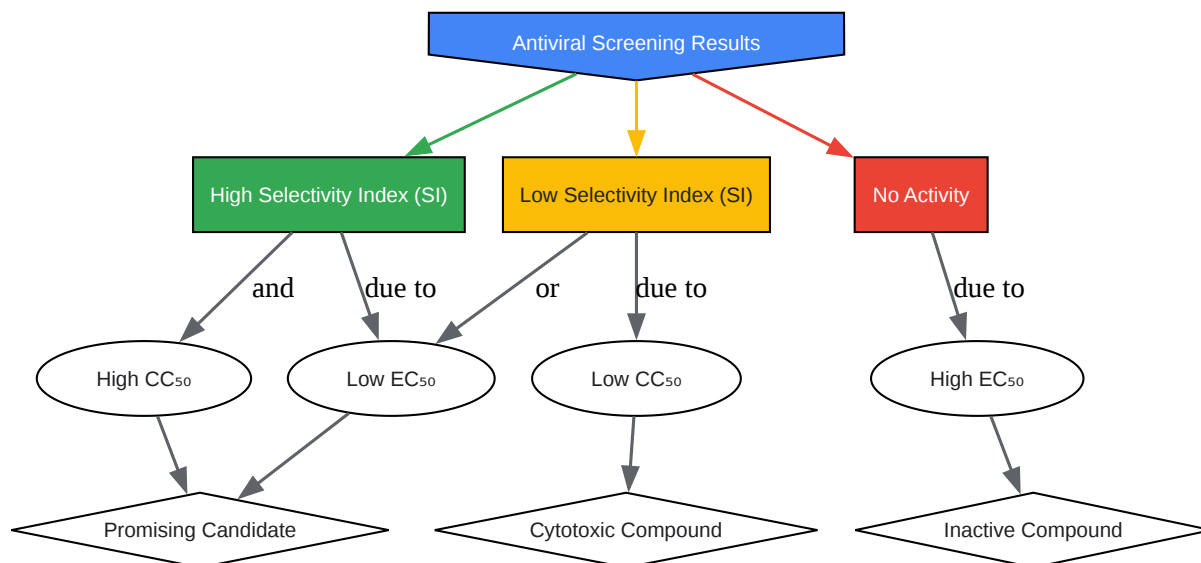 Antiviral Screening Results
High Selectivity Index (SI)
Low Selectivity Index (SI)
No Activity
and
due to
or
due to
due to
High CC₅₀
Low EC₅₀
Low CC₅₀
High EC₅₀
Promising Candidate
Cytotoxic Compound
Inactive Compound